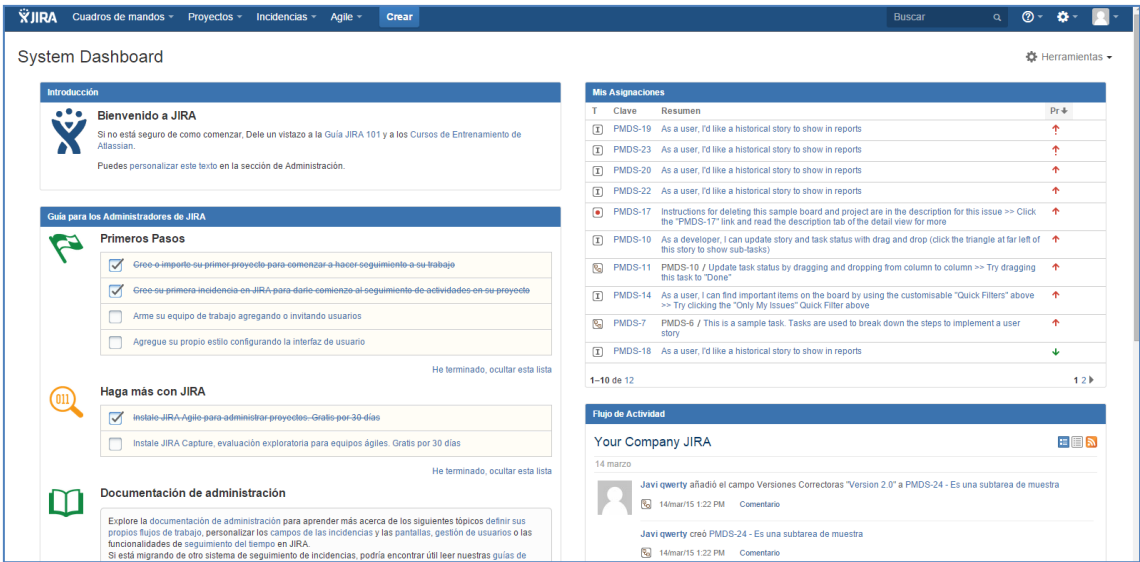 JIRA Cuadros de mandos Proyectos Incidencias Agile Crear Buscar
System Dashboard
Herramientas
Introducción
Bienvenido a JIRA
Si no está seguro de como comenzar, Dele un vistazo a la Guía JIRA 101 y a los Cursos de Entrenamiento de
Atlassian.
Puedes personalizar este texto en la sección de Administración.
Guía para los Administradores de JIRA
Primeros Pasos
Cree o importe su primer proyecto para comenzar a hacer seguimiento a su trabajo
Cree su primera incidencia en JIRA para darle comienzo al seguimiento de actividades en su proyecto
Arme su equipo de trabajo agregando o invitando usuarios
Agregue su propio estilo configurando la interfaz de usuario
He terminado, ocultar esta lista
011
Haga más con JIRA
Instale JIRA Agile para administrar proyectos. Gratis por 30 días
Instale JIRA Capture, evaluación exploratoria para equipos ágiles. Gratis por 30 días
He terminado, ocultar esta lista
Documentación de administración
Explore la documentación de administración para aprender más acerca de los siguientes tópicos definir sus
propios flujos de trabajo, personalizar los campos de las incidencias y las pantallas, gestión de usuarios o las
funcionalidades de seguimiento del tiempo en JIRA.
Si está migrando de otro sistema de seguimiento de incidencias, podría encontrar útil leer nuestras guías de
Mis Asignaciones
T Clave Resumen Pr
PMDS-19 As a user, I'd like a historical story to show in reports
PMDS-23 As a user, I'd like a historical story to show in reports
PMDS-20 As a user, I'd like a historical story to show in reports
PMDS-22 As a user, I'd like a historical story to show in reports
PMDS-17 Instructions for deleting this sample board and project are in the description for this issue >> Click
the "PMDS-17" link and read the description tab of the detail view for more
PMDS-10 As a developer, I can update story and task status with drag and drop (click the triangle at far left of
this story to show sub-tasks)
PMDS-11 PMDS-10 / Update task status by dragging and dropping from column to column >> Try dragging
this task to "Done"
PMDS-14 As a user, I can find important items on the board by using the customisable "Quick Filters" above
>> Try clicking the "Only My Issues" Quick Filter above
PMDS-7 PMDS-6 / This is a sample task. Tasks are used to break down the steps to implement a user
story
PMDS-18 As a user, I'd like a historical story to show in reports
1–10 de 12 1 2
Flujo de Actividad
Your Company JIRA
14 marzo
Javi qwerty añadió el campo Versiones Correctoras "Version 2.0" a PMDS-24 - Es una subtarea de muestra
14/mar/15 1:22 PM Comentario
Javi qwerty creó PMDS-24 - Es una subtarea de muestra
14/mar/15 1:22 PM Comentario